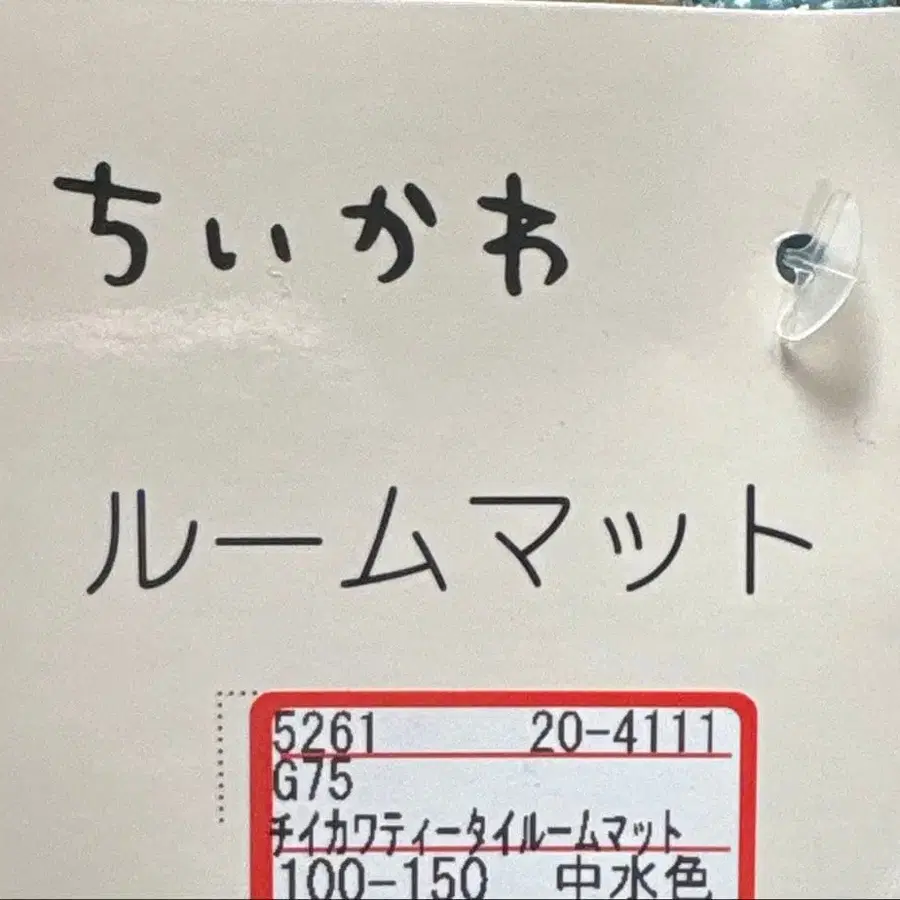 ちいかわ
ルームマット
5261 20-4111
G75
チイカワティータイルームマット
100-150 中水色